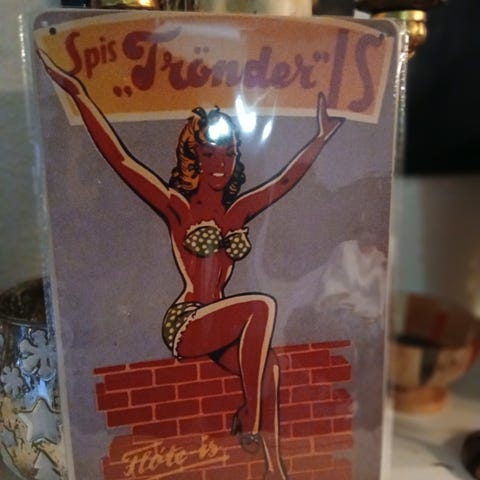 Spis
„Trönder" IS
Fløte is